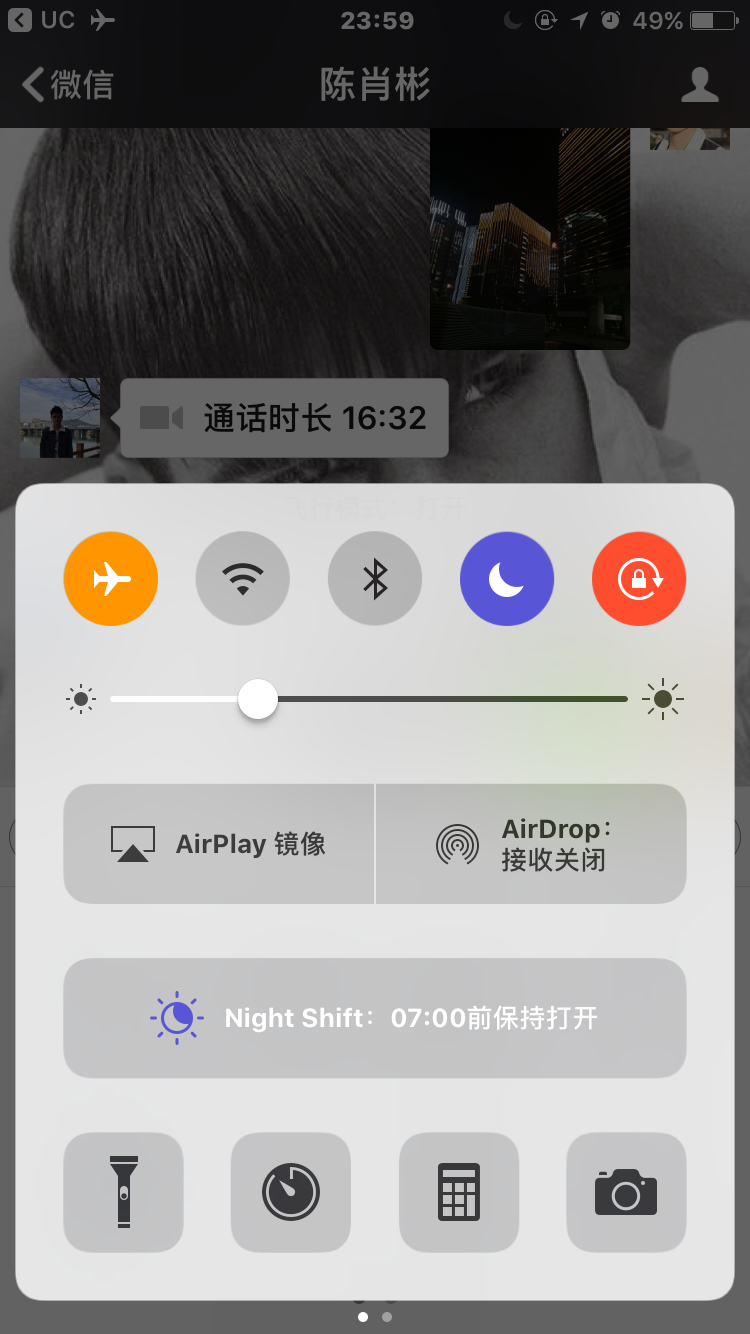 UC 23:59 49%
微信 陈肖彬
通话时长 16:32
飞行模式：打开
AirPlay 镜像
AirDrop：
接收关闭
Night Shift：07:00前保持打开